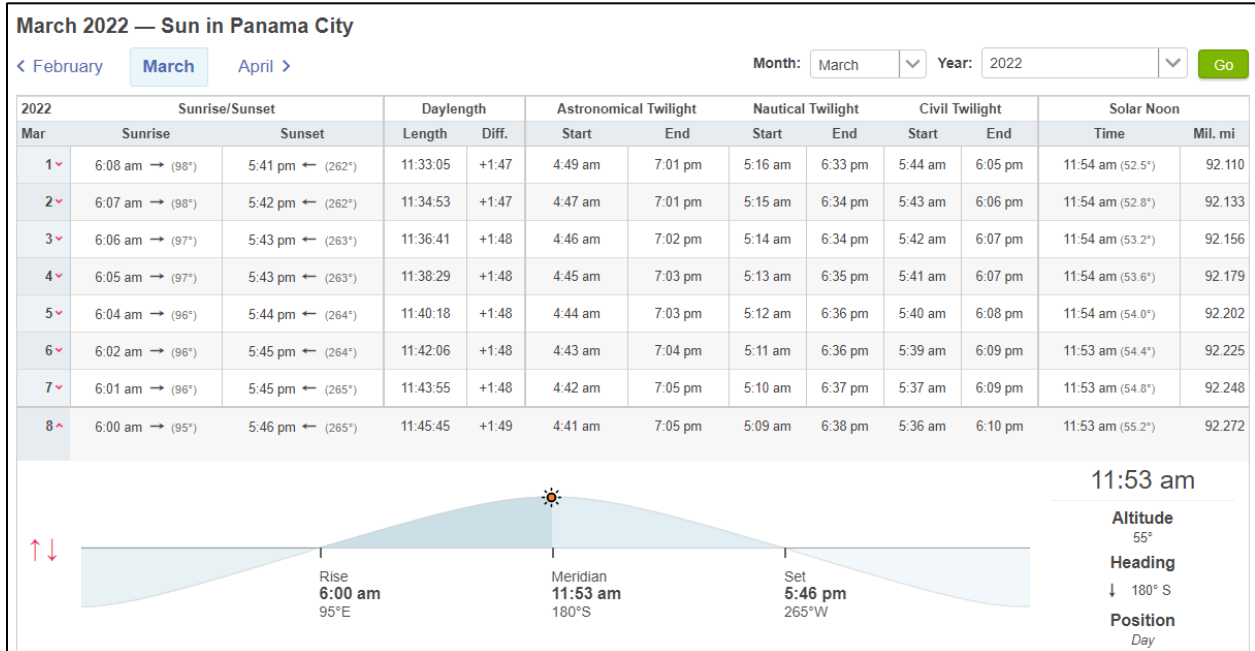 March 2022 — Sun in Panama City
< February March April > Month: March Year: 2022 Go
2022 Sunrise/Sunset Daylength Astronomical Twilight Nautical Twilight Civil Twilight Solar Noon
Mar Sunrise Sunset Length Diff. Start End Start End Start End Time Mil. mi
1 6:08 am → (98°) 5:41 pm ← (262°) 11:33:05 +1:47 4:49 am 7:01 pm 5:16 am 6:33 pm 5:44 am 6:05 pm 11:54 am (52.5°) 92.110
2 6:07 am → (98°) 5:42 pm ← (262°) 11:34:53 +1:47 4:47 am 7:01 pm 5:15 am 6:34 pm 5:43 am 6:06 pm 11:54 am (52.8°) 92.133
3 6:06 am → (97°) 5:43 pm ← (263°) 11:36:41 +1:48 4:46 am 7:02 pm 5:14 am 6:34 pm 5:42 am 6:07 pm 11:54 am (53.2°) 92.156
4 6:05 am → (97°) 5:43 pm ← (263°) 11:38:29 +1:48 4:45 am 7:03 pm 5:13 am 6:35 pm 5:41 am 6:07 pm 11:54 am (53.6°) 92.179
5 6:04 am → (96°) 5:44 pm ← (264°) 11:40:18 +1:48 4:44 am 7:03 pm 5:12 am 6:36 pm 5:40 am 6:08 pm 11:54 am (54.0°) 92.202
6 6:02 am → (96°) 5:45 pm ← (264°) 11:42:06 +1:48 4:43 am 7:04 pm 5:11 am 6:36 pm 5:39 am 6:09 pm 11:53 am (54.4°) 92.225
7 6:01 am → (96°) 5:45 pm ← (265°) 11:43:55 +1:48 4:42 am 7:05 pm 5:10 am 6:37 pm 5:37 am 6:09 pm 11:53 am (54.8°) 92.248
8 6:00 am → (95°) 5:46 pm ← (265°) 11:45:45 +1:49 4:41 am 7:05 pm 5:09 am 6:38 pm 5:36 am 6:10 pm 11:53 am (55.2°) 92.272
Rise Meridian Set
6:00 am 11:53 am 5:46 pm
95°E 180°S 265°W
11:53 am
Altitude
55°
Heading
↓ 180° S
Position
Day